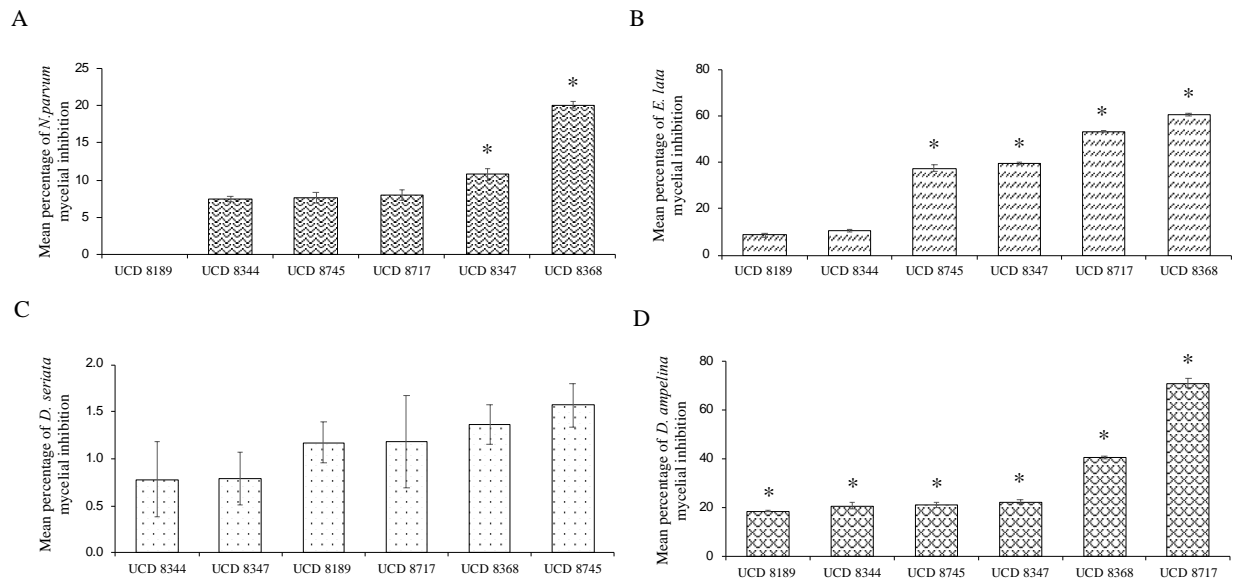 A
Mean percentage of N.parvum
mycelial inhibition
25
20
15
10
5
0
*
*
UCD 8189 UCD 8344 UCD 8745 UCD 8717 UCD 8347 UCD 8368
B
Mean percentage of E. lata
mycelial inhibition
80
60
40
20
0
*
*
*
*
UCD 8189 UCD 8344 UCD 8745 UCD 8347 UCD 8717 UCD 8368
C
Mean percentage of D. seriata
mycelial inhibition
2.0
1.5
1.0
0.5
0.0
UCD 8344 UCD 8347 UCD 8189 UCD 8717 UCD 8368 UCD 8745
D
Mean percentage of D. ampelina
mycelial inhibition
80
60
40
20
0
*
*
*
*
*
*
UCD 8189 UCD 8344 UCD 8745 UCD 8347 UCD 8368 UCD 8717